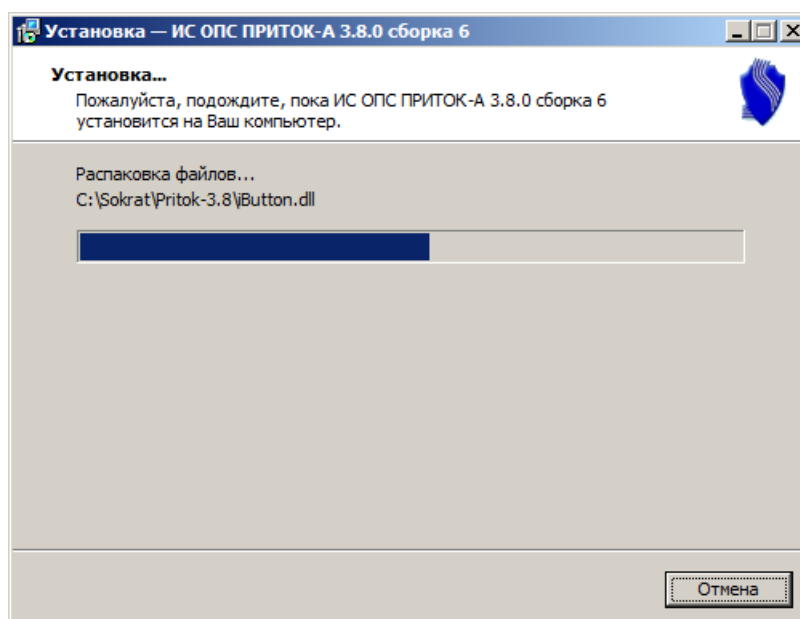 Установка — ИС ОПС ПРИТОК-А 3.8.0 сборка 6
Установка...
Пожалуйста, подождите, пока ИС ОПС ПРИТОК-А 3.8.0 сборка 6
установится на Ваш компьютер.
Распаковка файлов...
C:\Sokrat\Pritok-3.8\iButton.dll
Отмена